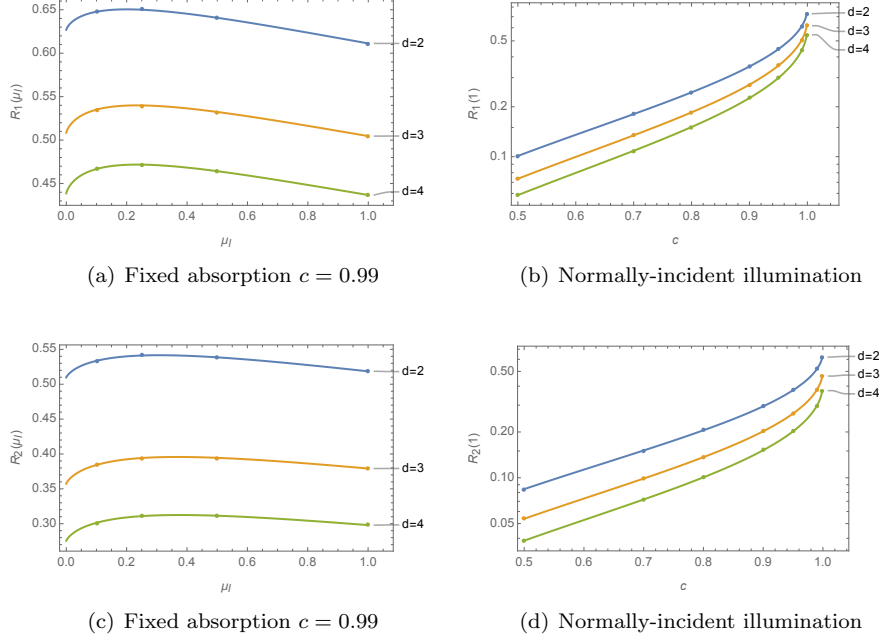 0.65
0.60
0.55
0.50
0.45
R1(μI)
d=2
d=3
d=4
0.0 0.2 0.4 0.6 0.8 1.0
μI
(a) Fixed absorption c = 0.99
0.5
0.2
0.1
R1(1)
d=2
d=3
d=4
0.5 0.6 0.7 0.8 0.9 1.0
c
(b) Normally-incident illumination
0.55
0.50
0.45
0.40
0.35
0.30
R2(μI)
d=2
d=3
d=4
0.0 0.2 0.4 0.6 0.8 1.0
μI
(c) Fixed absorption c = 0.99
0.50
0.10
0.05
R2(1)
d=2
d=3
d=4
0.5 0.6 0.7 0.8 0.9 1.0
c
(d) Normally-incident illumination